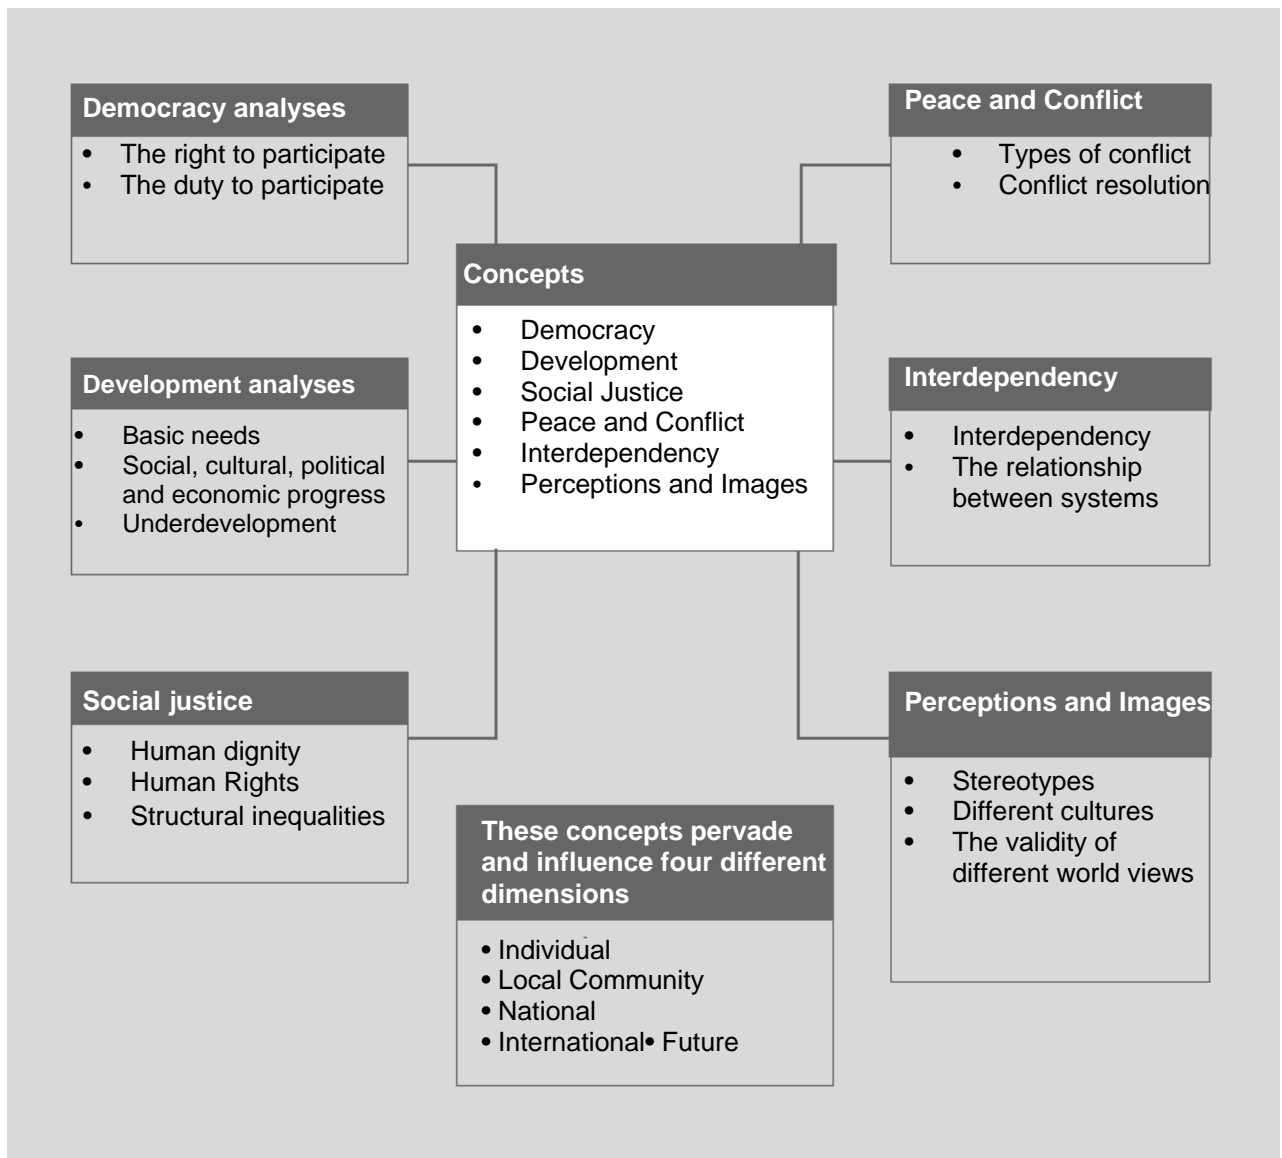 Democracy analyses
• The right to participate
• The duty to participate
Development analyses
• Basic needs
• Social, cultural, political
and economic progress
• Underdevelopment
Social justice
• Human dignity
• Human Rights
• Structural inequalities
Concepts
• Democracy
• Development
• Social Justice
• Peace and Conflict
• Interdependency
• Perceptions and Images
These concepts pervade
and influence four different
dimensions
• Individual
• Local Community
• National
• International• Future
Peace and Conflict
• Types of conflict
• Conflict resolution
Interdependency
• Interdependency
• The relationship
between systems
Perceptions and Images
• Stereotypes
• Different cultures
• The validity of
different world views